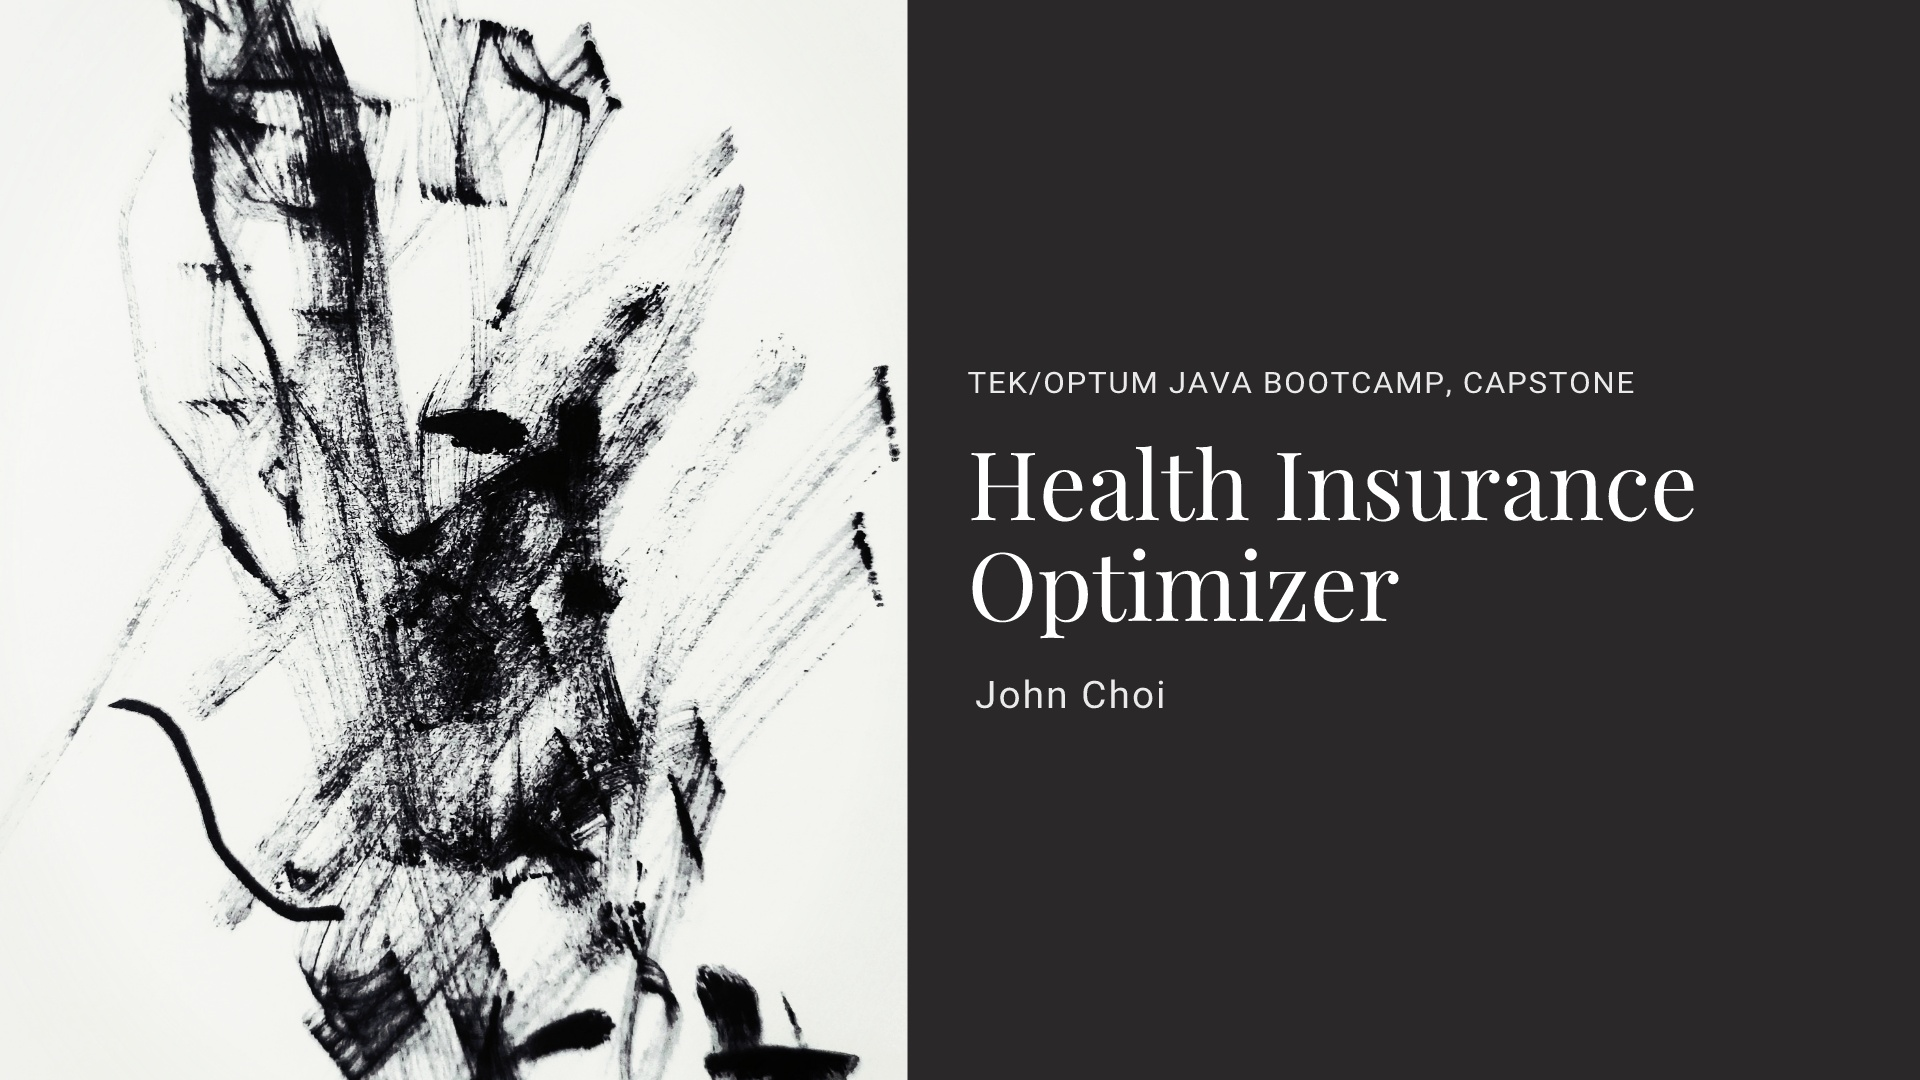 TEK/OPTUM JAVA BOOTCAMP, CAPSTONE
Health Insurance
Optimizer
John Choi